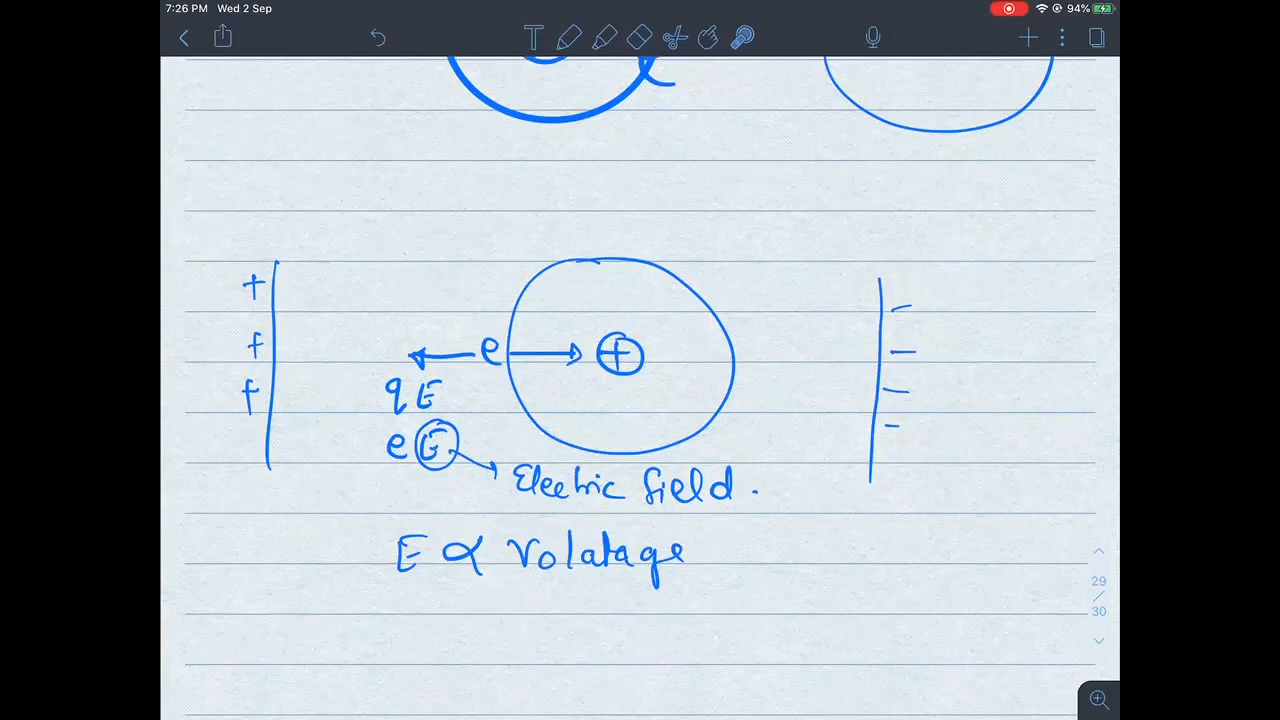 7:26 PM Wed 2 Sep
94%
T
+
+
+
e
+
qE
eE
Electric field.
E ∝ Volatage
29
/
30